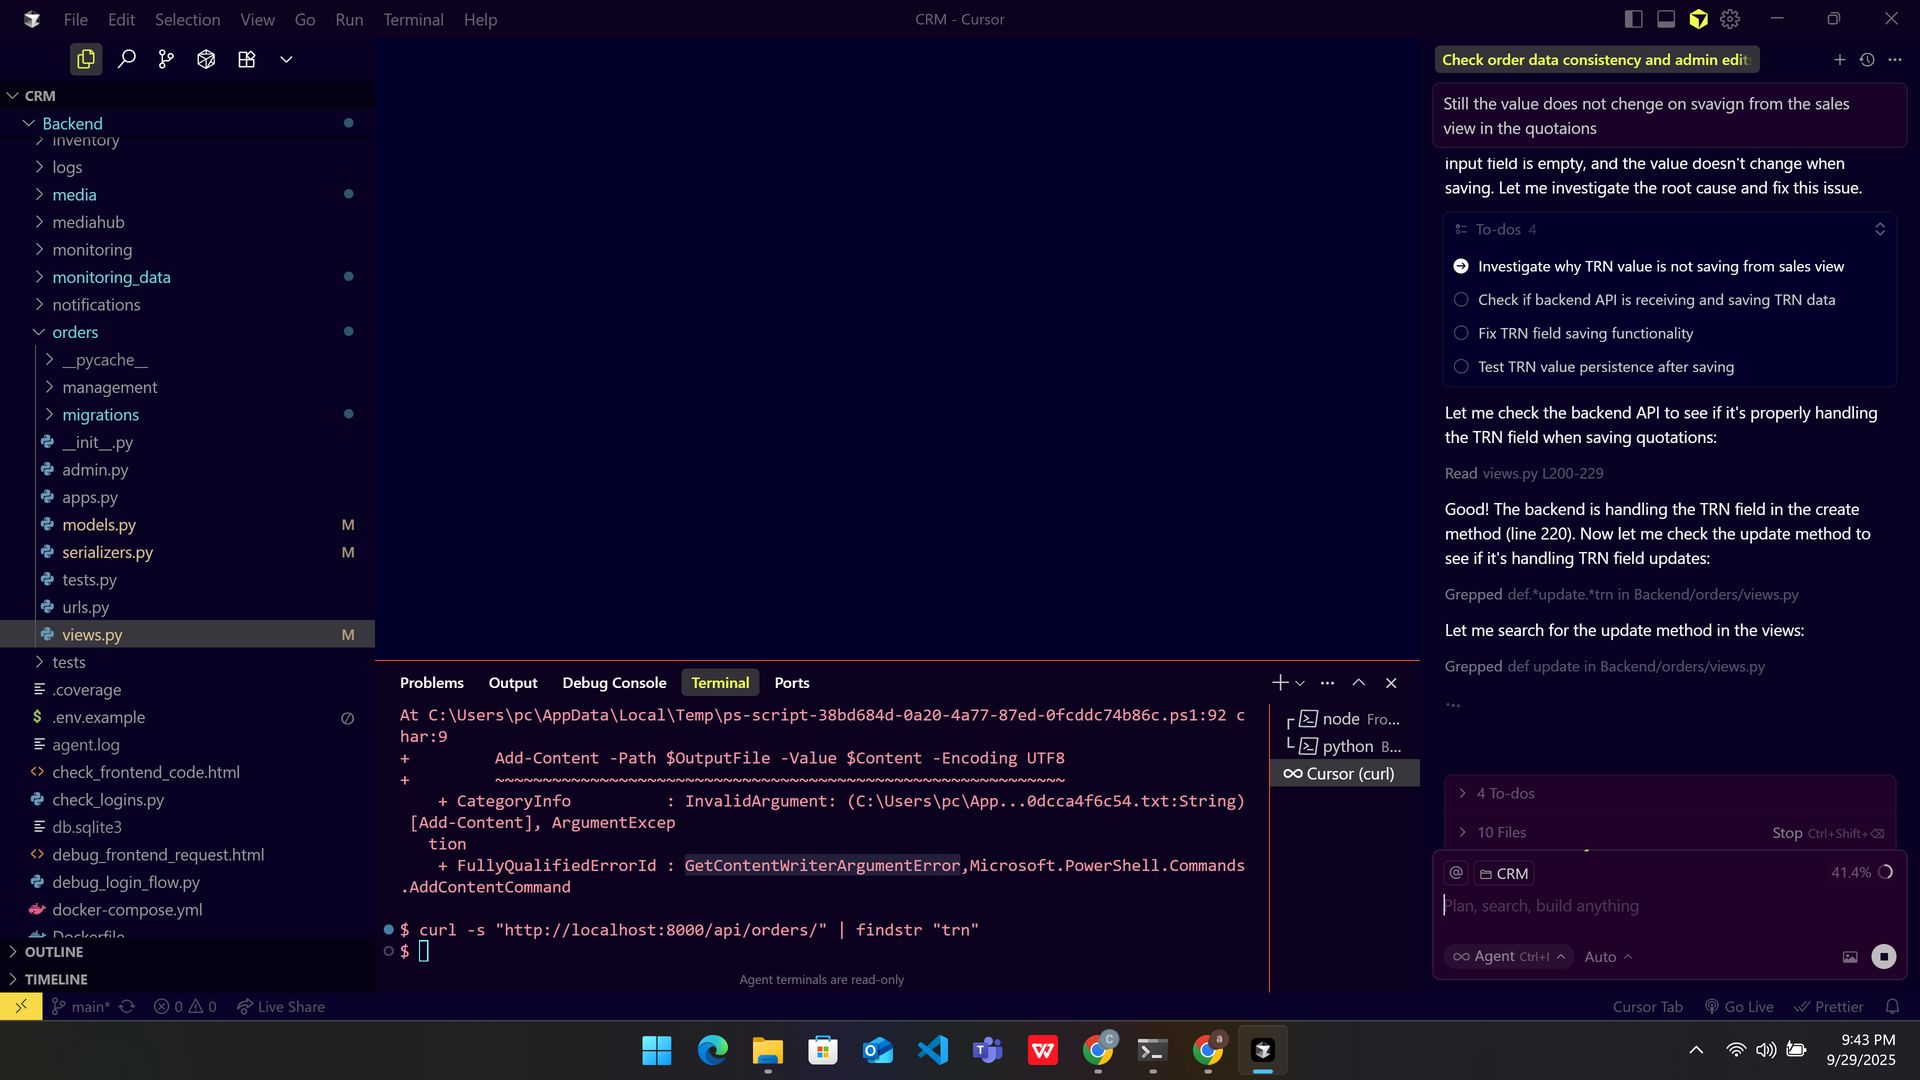 File Edit Selection View Go Run Terminal Help
CRM - Cursor
CRM
Backend
inventory
logs
media
mediahub
monitoring
monitoring_data
notifications
orders
__pycache__
management
migrations
__init__.py
admin.py
apps.py
models.py M
serializers.py M
tests.py
urls.py
views.py M
tests
.coverage
.env.example
agent.log
check_frontend_code.html
check_logins.py
db.sqlite3
debug_frontend_request.html
debug_login_flow.py
docker-compose.yml
Dockerfile
OUTLINE
TIMELINE
Problems Output Debug Console Terminal Ports
At C:\Users\pc\AppData\Local\Temp\ps-script-38bd684d-0a20-4a77-87ed-0fcddc74b86c.ps1:92 c
har:9
+         Add-Content -Path $OutputFile -Value $Content -Encoding UTF8
+         ~~~~~~~~~~~~~~~~~~~~~~~~~~~~~~~~~~~~~~~~~~~~~~~~~~~~~~~~~~~~
    + CategoryInfo          : InvalidArgument: (C:\Users\pc\App...0dcca4f6c54.txt:String)
 [Add-Content], ArgumentExcep
   tion
    + FullyQualifiedErrorId : GetContentWriterArgumentError,Microsoft.PowerShell.Commands
.AddContentCommand
$ curl -s "http://localhost:8000/api/orders/" | findstr "trn"
$
Agent terminals are read-only
node Fro...
python B...
Cursor (curl)
Check order data consistency and admin edit
Still the value does not chenge on svavign from the sales
view in the quotaions
input field is empty, and the value doesn't change when
saving. Let me investigate the root cause and fix this issue.
To-dos 4
Investigate why TRN value is not saving from sales view
Check if backend API is receiving and saving TRN data
Fix TRN field saving functionality
Test TRN value persistence after saving
Let me check the backend API to see if it's properly handling
the TRN field when saving quotations:
Read views.py L200-229
Good! The backend is handling the TRN field in the create
method (line 220). Now let me check the update method to
see if it's handling TRN field updates:
Grepped def.*update.*trn in Backend/orders/views.py
Let me search for the update method in the views:
Grepped def update in Backend/orders/views.py
...
4 To-dos
10 Files Stop Ctrl+Shift+⌫
@ CRM 41.4%
Plan, search, build anything
Agent Ctrl+I Auto
main* 0 0 Live Share
Cursor Tab Go Live Prettier
9:43 PM
9/29/2025